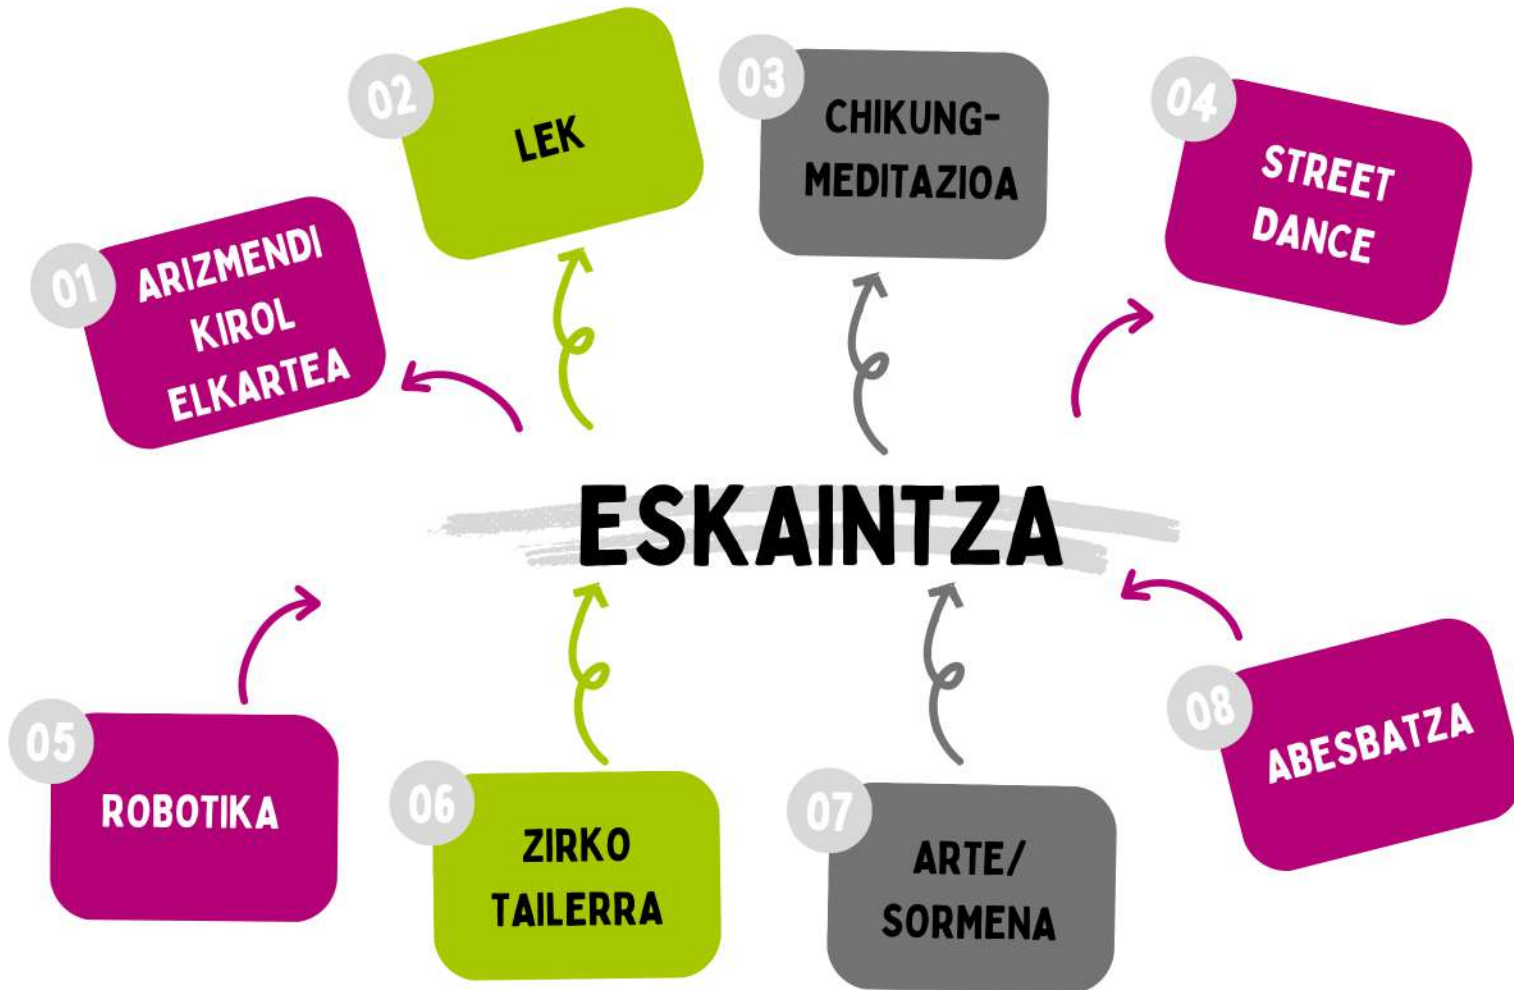 01
ARIZMENDI
KIROL
ELKARTEA
02
LEK
03
CHIKUNG-
MEDITAZIOA
04
STREET
DANCE
ESKAINTZA
05
ROBOTIKA
06
ZIRKO
TAILERRA
07
ARTE/
SORMENA
08
ABESBATZA